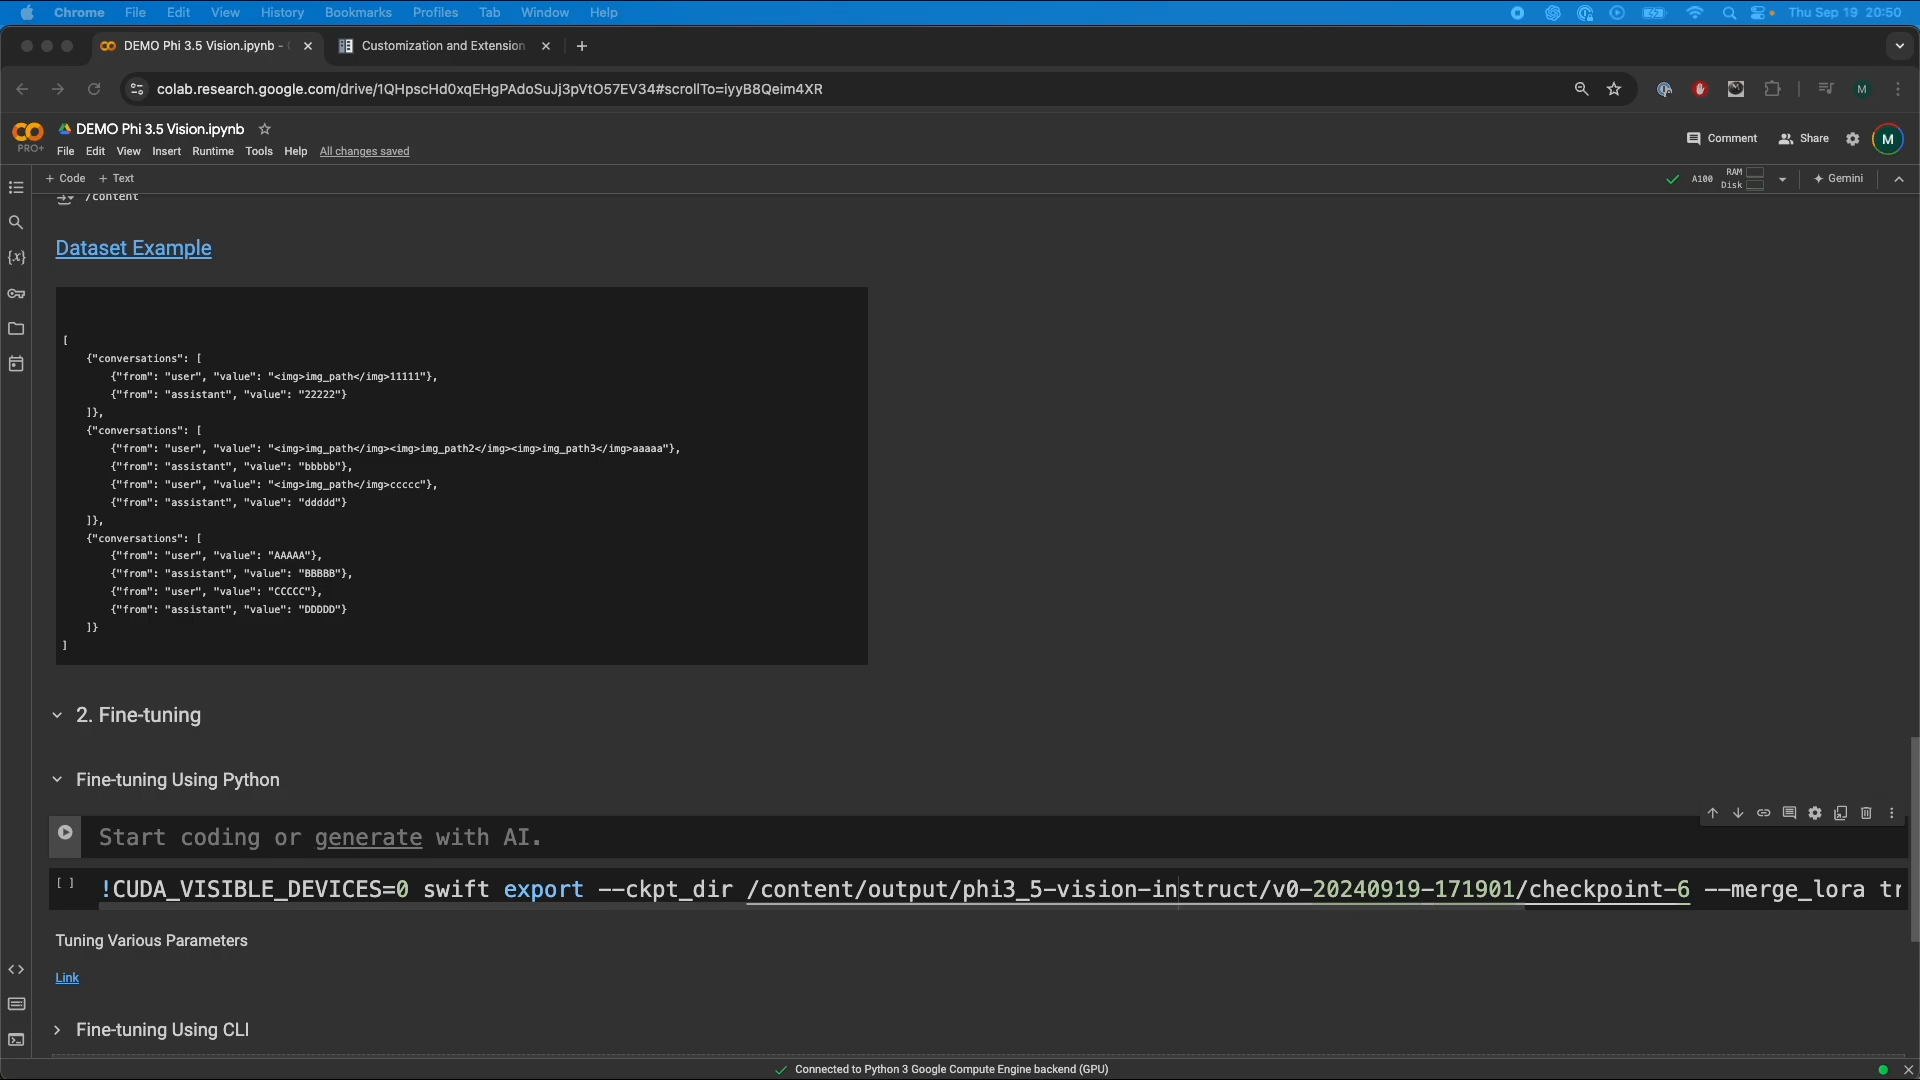 Chrome File Edit View History Bookmarks Profiles Tab Window Help Thu Sep 19 20:50
DEMO Phi 3.5 Vision.ipynb - Customization and Extension
colab.research.google.com/drive/1QHpscHd0xqEHgPAdoSuJj3pVtO57EV34#scrollTo=iyyB8Qeim4XR M
DEMO Phi 3.5 Vision.ipynb
PRO+ File Edit View Insert Runtime Tools Help All changes saved Comment Share M
+ Code + Text A100 RAM Disk Gemini
/content
Dataset Example
[
{"conversations": [
{"from": "user", "value": "<img>img_path</img>11111"},
{"from": "assistant", "value": "22222"}
]},
{"conversations": [
{"from": "user", "value": "<img>img_path</img><img>img_path2</img><img>img_path3</img>aaaaa"},
{"from": "assistant", "value": "bbbbb"},
{"from": "user", "value": "<img>img_path</img>ccccc"},
{"from": "assistant", "value": "ddddd"}
]},
{"conversations": [
{"from": "user", "value": "AAAAA"},
{"from": "assistant", "value": "BBBBB"},
{"from": "user", "value": "CCCCC"},
{"from": "assistant", "value": "DDDDD"}
]}
]
2. Fine-tuning
Fine-tuning Using Python
Start coding or generate with AI.
[ ] !CUDA_VISIBLE_DEVICES=0 swift export --ckpt_dir /content/output/phi3_5-vision-instruct/v0-20240919-171901/checkpoint-6 --merge_lora tr
Tuning Various Parameters
Link
Fine-tuning Using CLI
Connected to Python 3 Google Compute Engine backend (GPU)